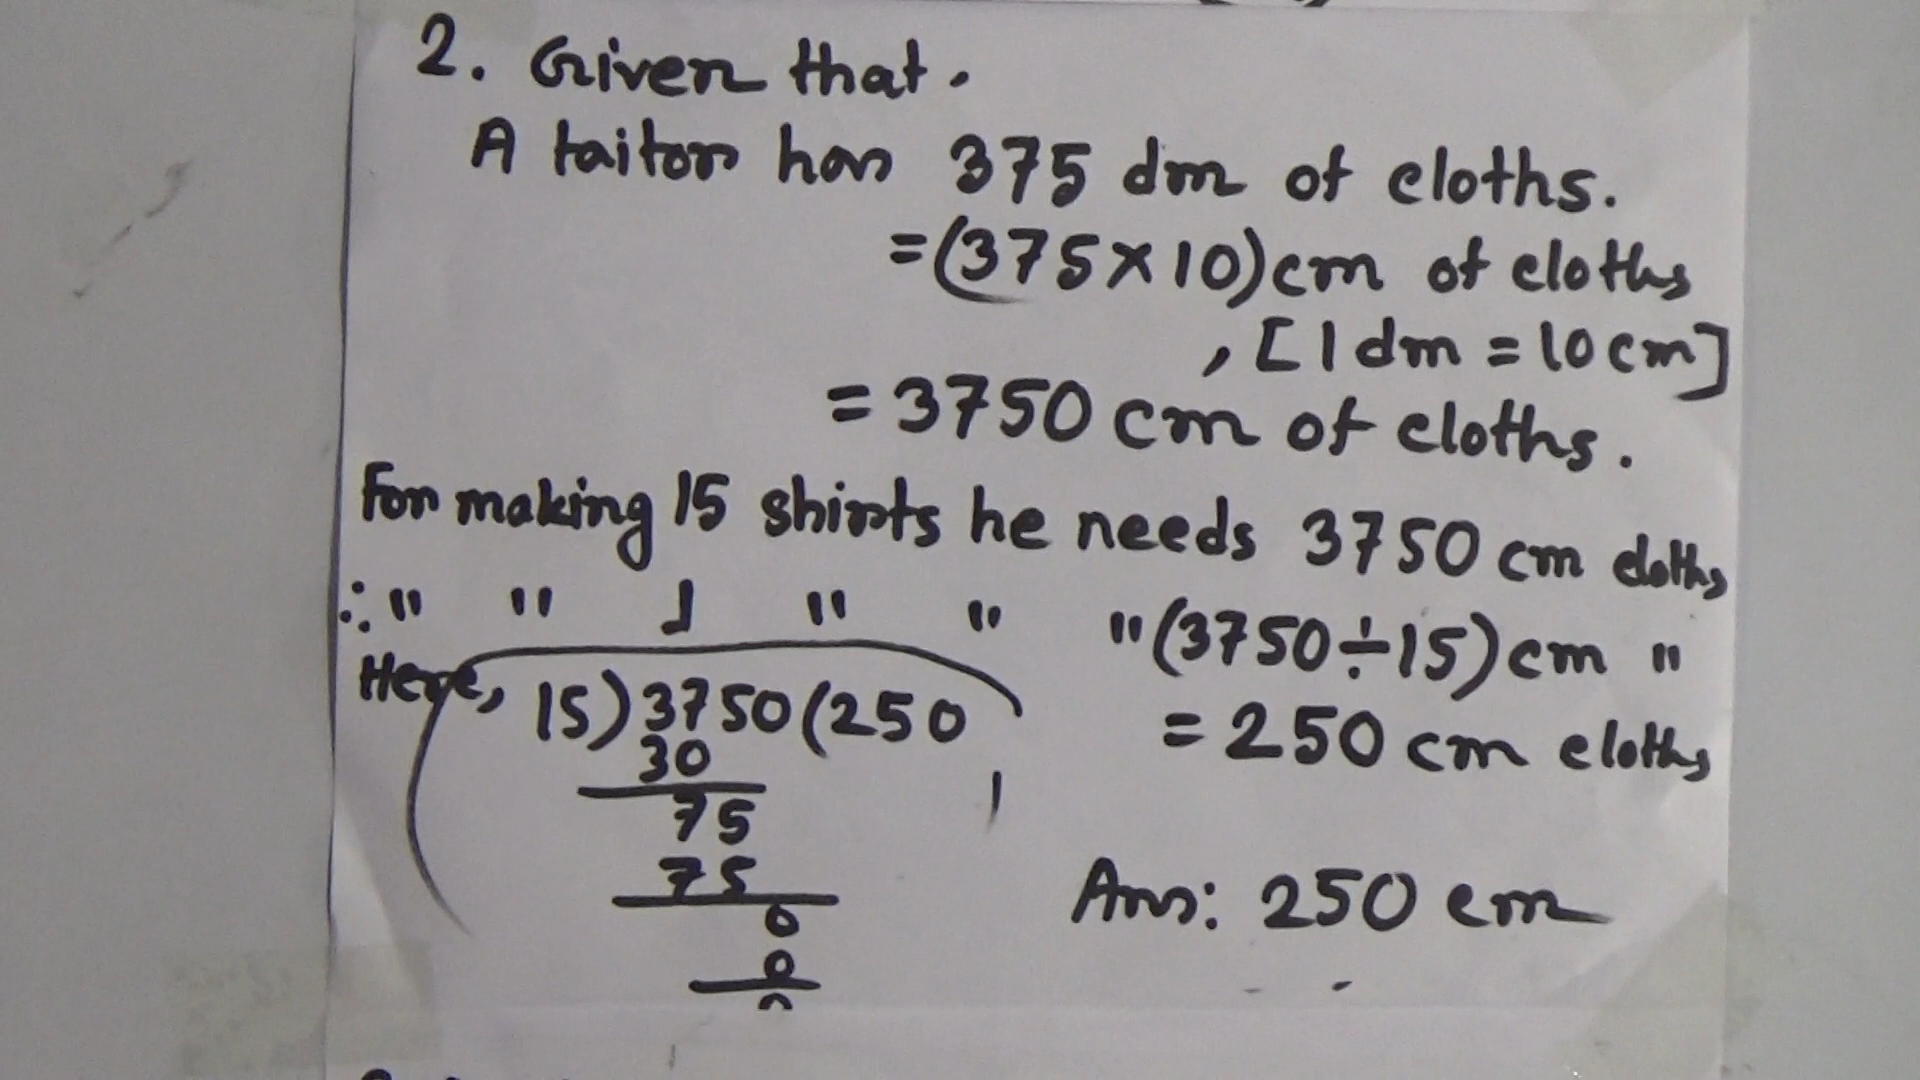 2. Given that.
A taitor has 375 dm of cloths.
=(375×10)cm of cloths
, [1 dm = 10 cm]
= 3750 cm of cloths.
For making 15 shirts he needs 3750 cm cloths
∴ " " 1 " " " (3750÷15) cm "
Here, 15)3750(250
= 250 cm cloths
30
75
75
0
0
0
Ans: 250 cm